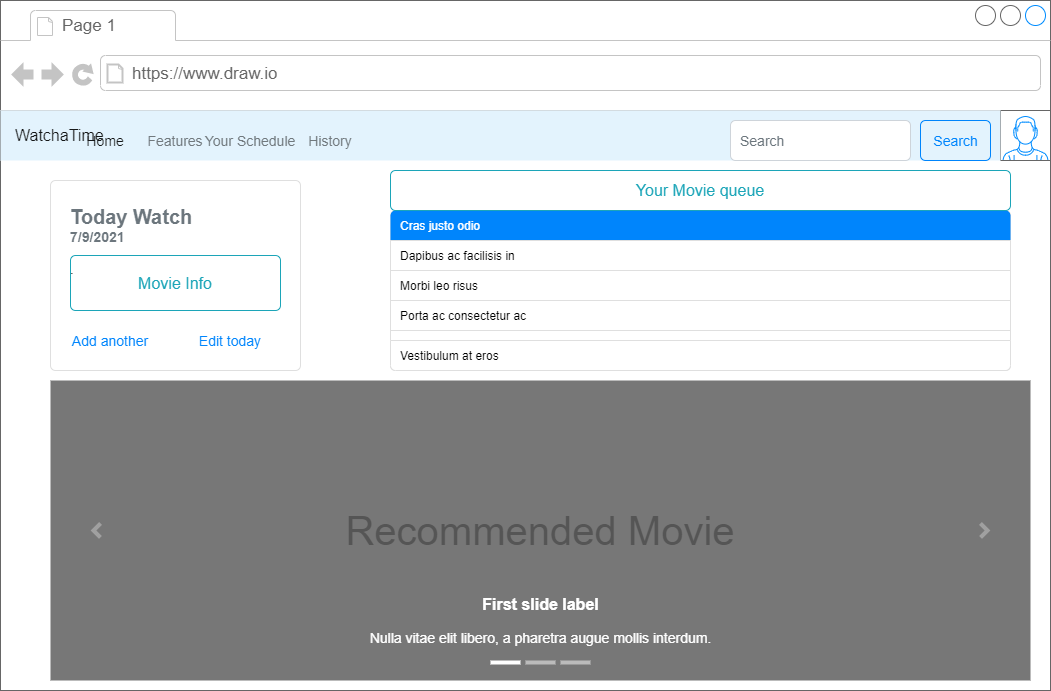 Page 1
https://www.draw.io
WatchaTime Home Features Your Schedule History Search Search
Today Watch
7/9/2021
Movie Info
Add another Edit today
Your Movie queue
Cras justo odio
Dapibus ac facilisis in
Morbi leo risus
Porta ac consectetur ac
Vestibulum at eros
Recommended Movie
First slide label
Nulla vitae elit libero, a pharetra augue mollis interdum.